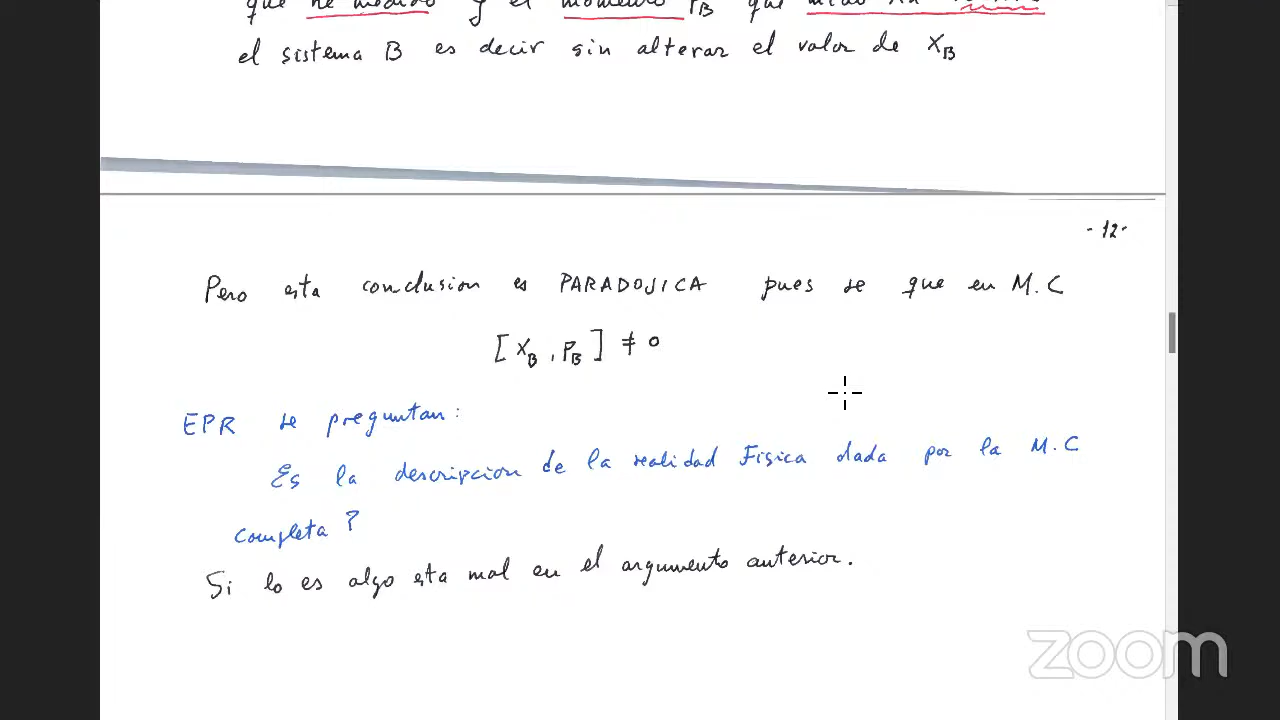 el sistema B es decir sin alterar el valor de X_B
- 12 -
Pero esta conclusion es PARADOJICA pues se que en M.C
[X_B, P_B] ≠ 0
EPR se preguntan:
Es la descripcion de la realidad Fisica dada por la M.C
completa?
Si lo es algo esta mal en el argumento anterior.
zoom